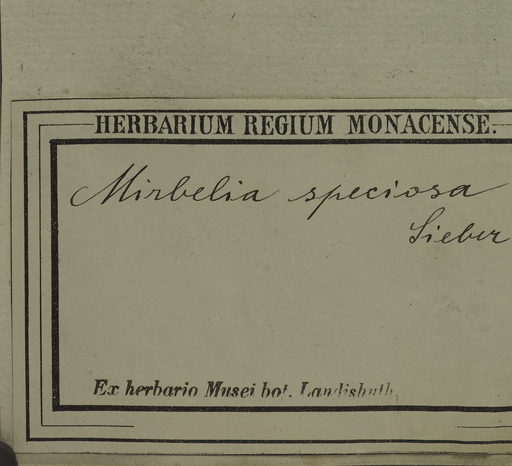 HERBARIUM REGIUM MONACENSE.
Mirbelia speciosa
Sieber
Ex herbario Musei bot. Landishuth.